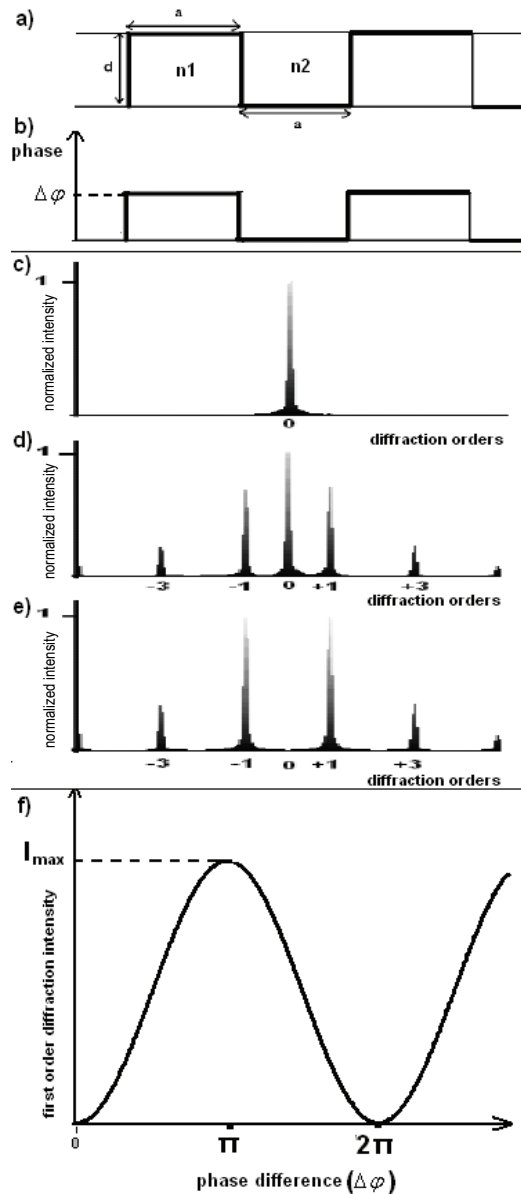 a)
a
d
n1
n2
a
b)
phase
Δφ
c)
1
normalized intensity
0
diffraction orders
d)
1
normalized intensity
-3 -1 0 +1 +3
diffraction orders
e)
1
normalized intensity
-3 -1 0 +1 +3
diffraction orders
f)
Imax
first order diffraction intensity
0 π 2π
phase difference (Δφ)